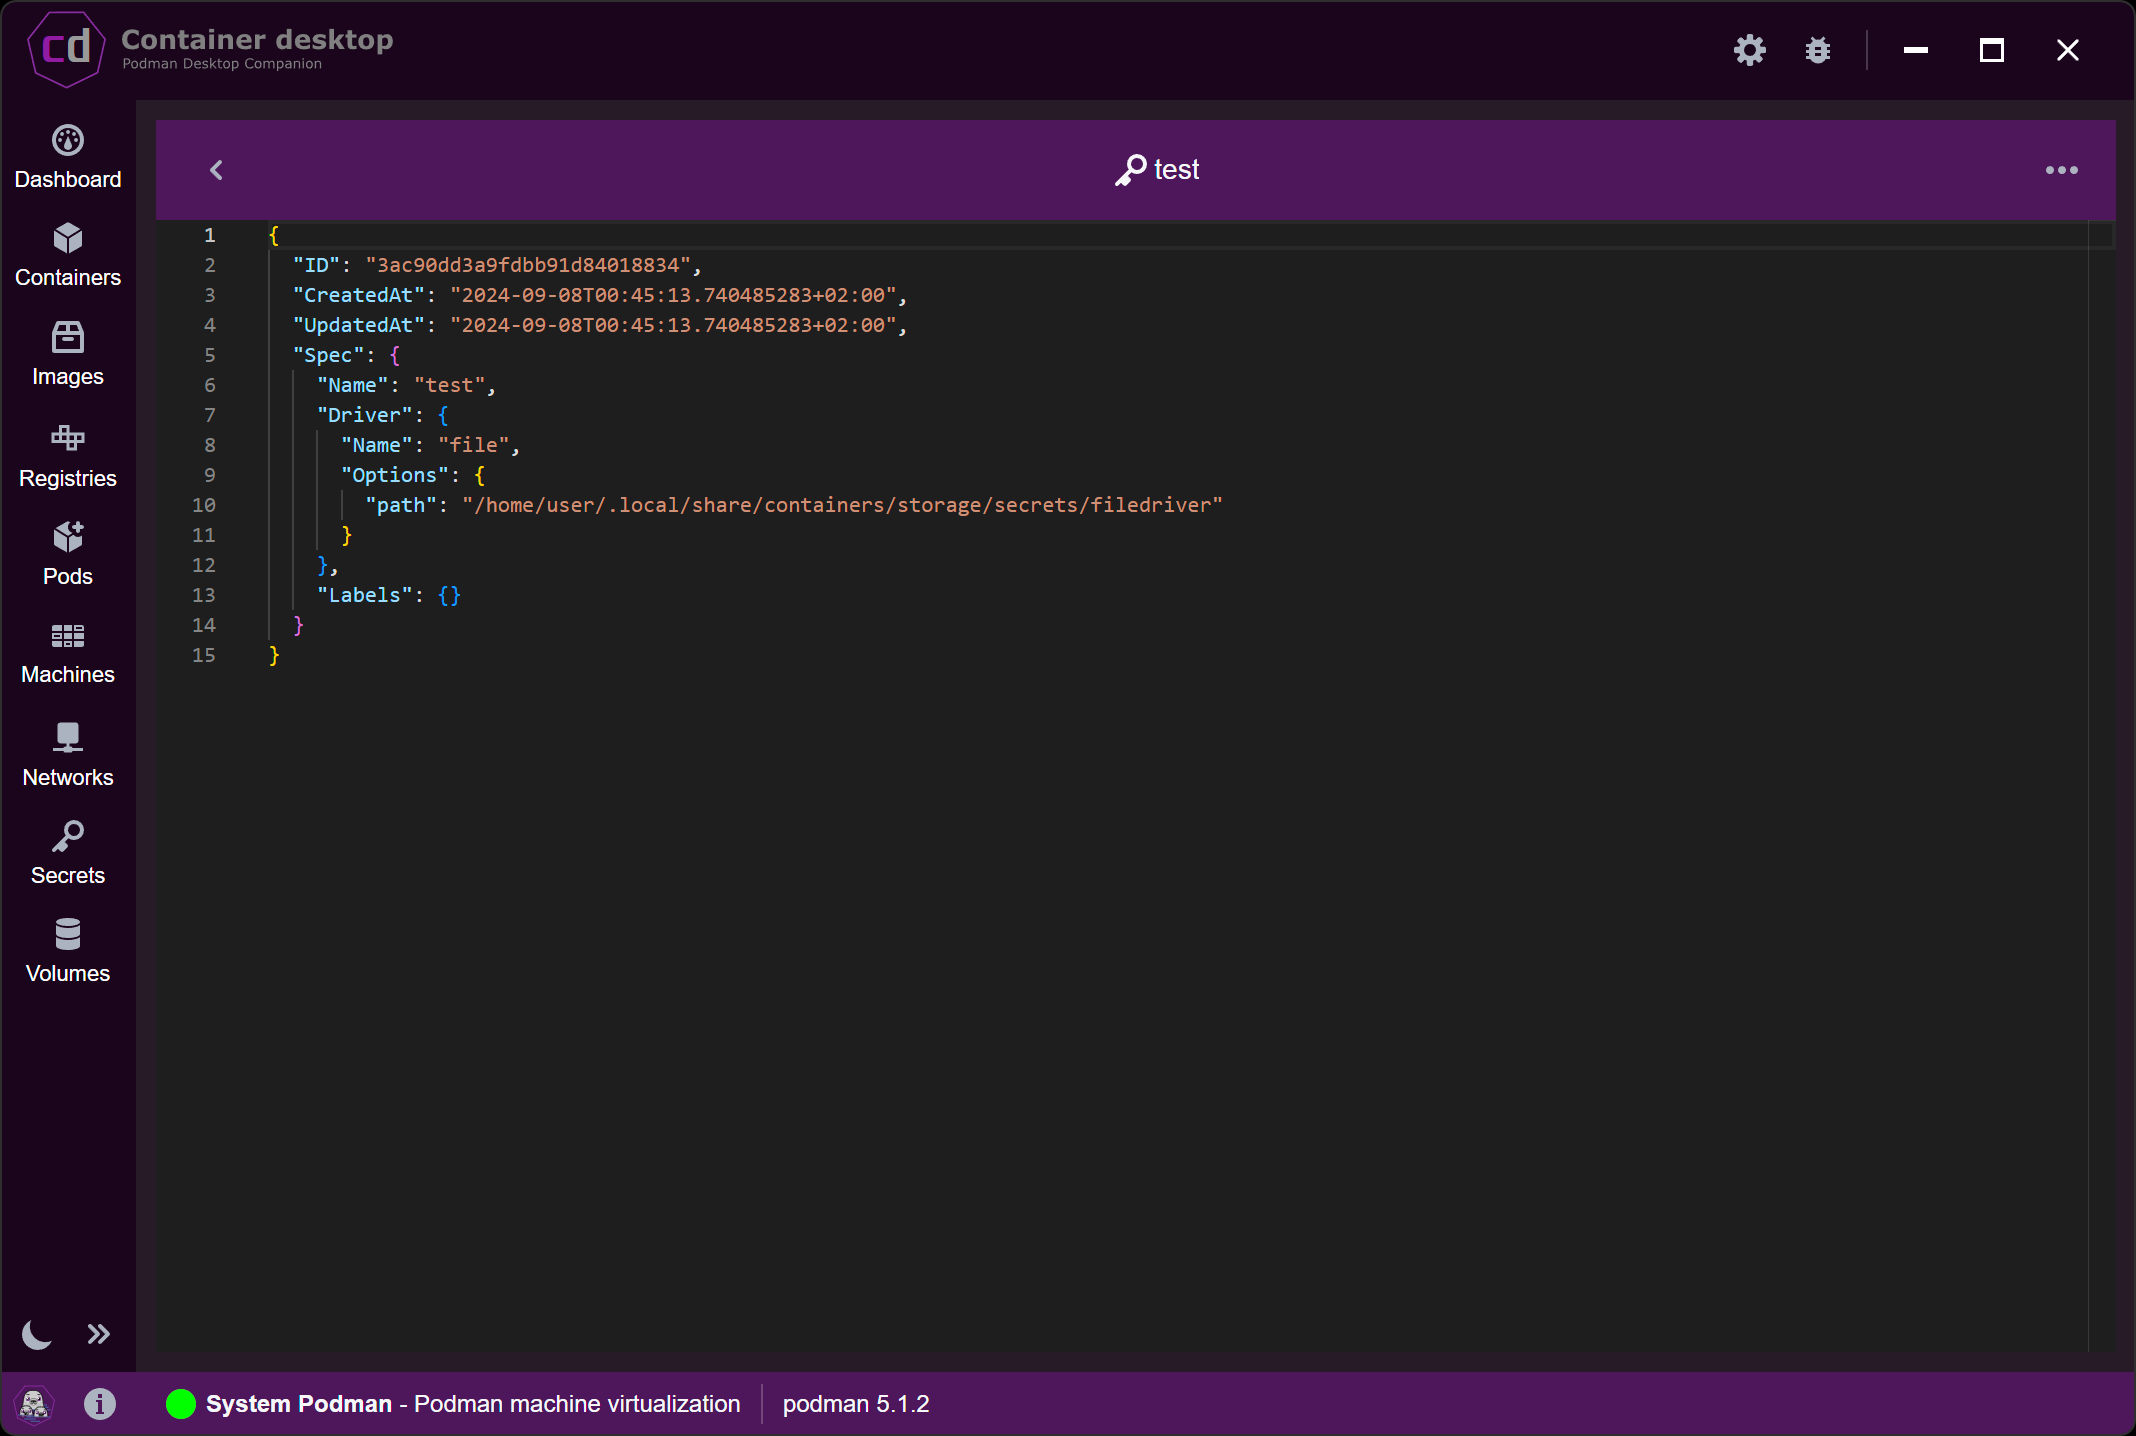 cd Container desktop
Podman Desktop Companion
Dashboard
Containers
Images
Registries
Pods
Machines
Networks
Secrets
Volumes
test
1 {
2 "ID": "3ac90dd3a9fdbb91d84018834",
3 "CreatedAt": "2024-09-08T00:45:13.740485283+02:00",
4 "UpdatedAt": "2024-09-08T00:45:13.740485283+02:00",
5 "Spec": {
6 "Name": "test",
7 "Driver": {
8 "Name": "file",
9 "Options": {
10 "path": "/home/user/.local/share/containers/storage/secrets/filedriver"
11 }
12 },
13 "Labels": {}
14 }
15 }
System Podman - Podman machine virtualization
podman 5.1.2